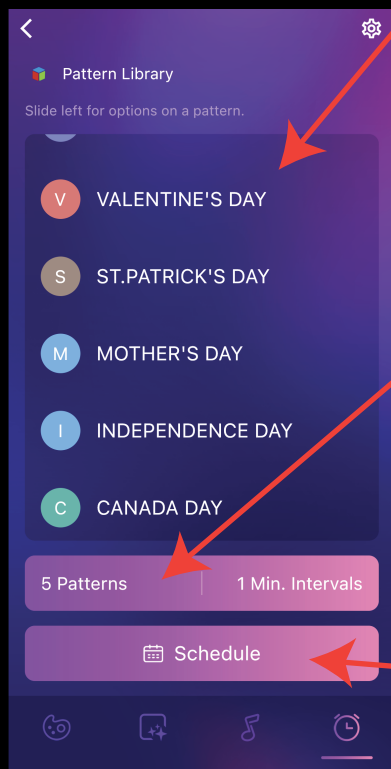 Pattern Library
Slide left for options on a pattern.
V VALENTINE'S DAY
S ST.PATRICK'S DAY
M MOTHER'S DAY
I INDEPENDENCE DAY
C CANADA DAY
5 Patterns 1 Min. Intervals
Schedule